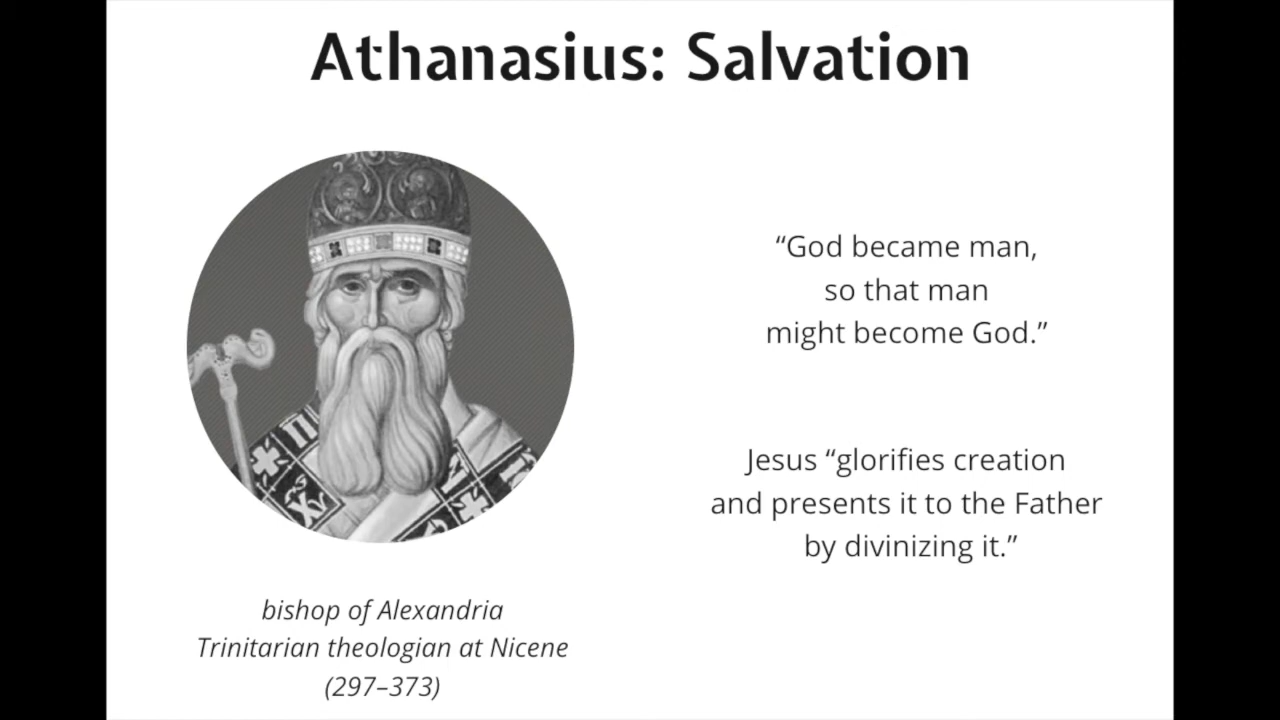 Athanasius: Salvation
“God became man,
so that man
might become God.”
Jesus “glorifies creation
and presents it to the Father
by divinizing it.”
bishop of Alexandria
Trinitarian theologian at Nicene
(297–373)